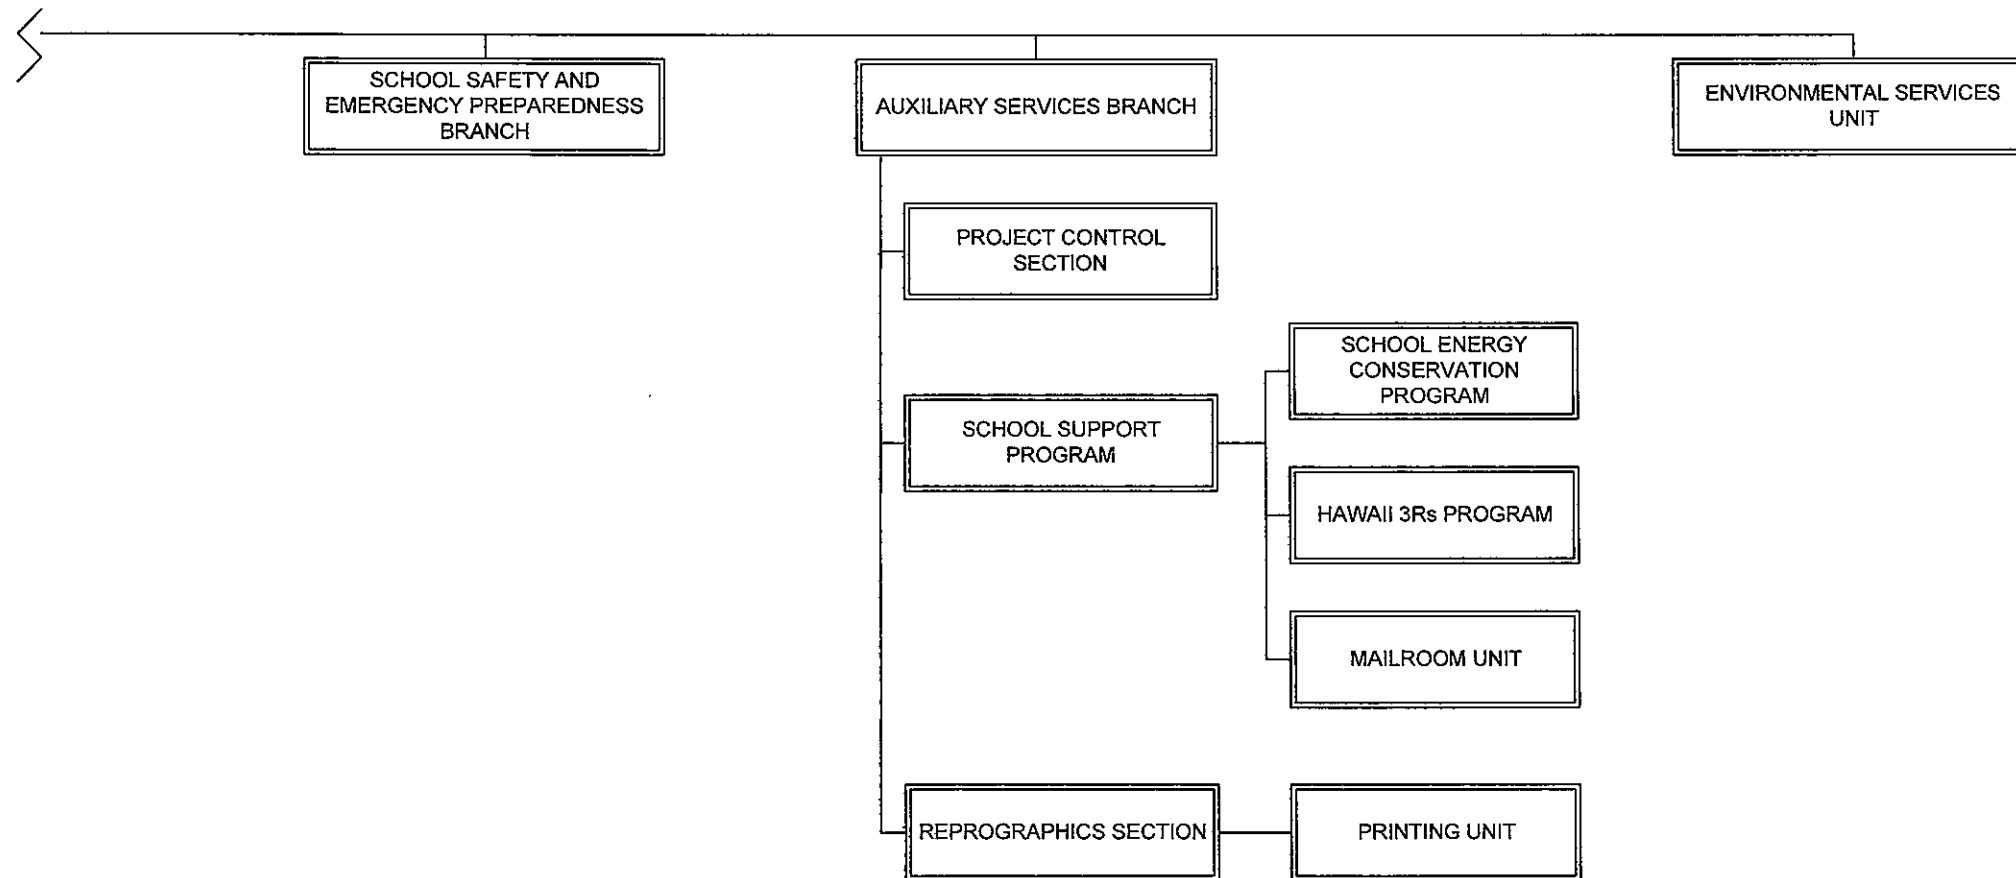 SCHOOL SAFETY AND
EMERGENCY PREPAREDNESS
BRANCH
AUXILIARY SERVICES BRANCH
ENVIRONMENTAL SERVICES
UNIT
PROJECT CONTROL
SECTION
SCHOOL ENERGY
CONSERVATION
PROGRAM
SCHOOL SUPPORT
PROGRAM
HAWAII 3Rs PROGRAM
MAILROOM UNIT
REPROGRAPHICS SECTION
PRINTING UNIT